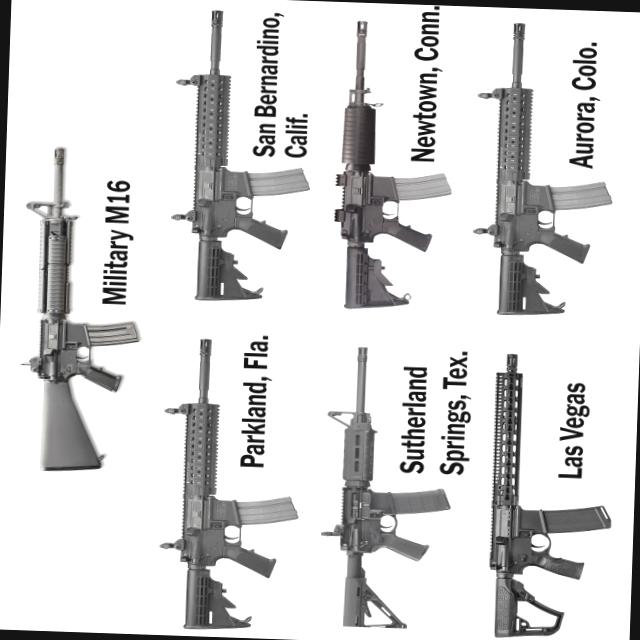 Military M16
San Bernardino,
Calif.
Newtown, Conn.
Aurora, Colo.
Parkland, Fla.
Sutherland
Springs, Tex.
Las Vegas